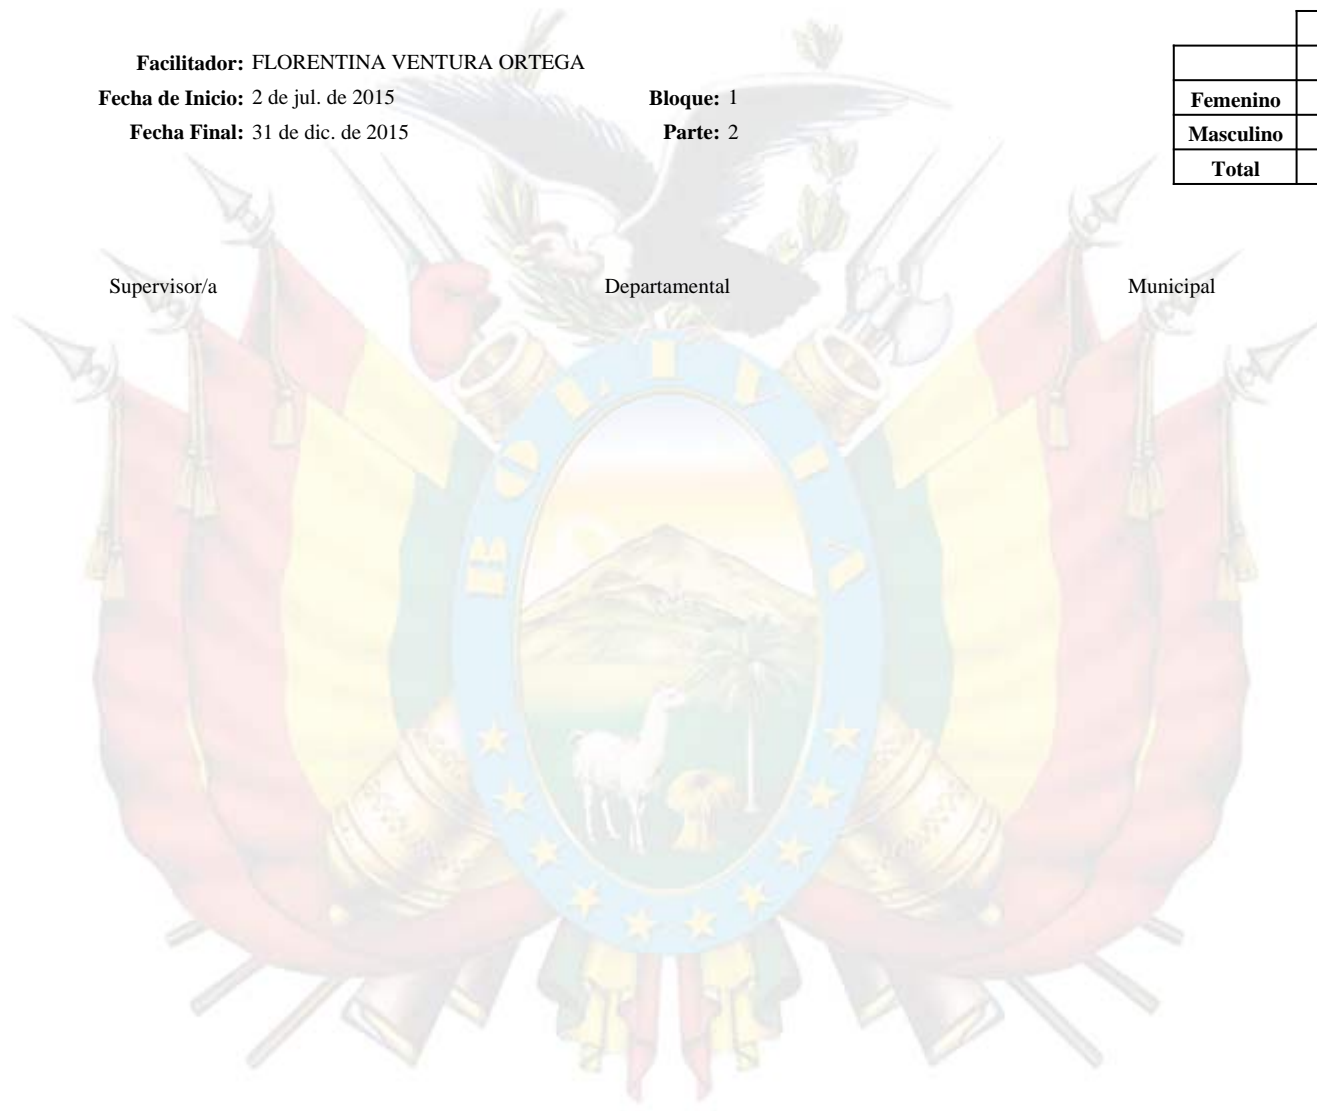 Facilitador: FLORENTINA VENTURA ORTEGA
Fecha de Inicio: 2 de jul. de 2015 Bloque: 1
Fecha Final: 31 de dic. de 2015 Parte: 2
Femenino
Masculino
Total
Supervisor/a Departamental Municipal
BOLIVIA